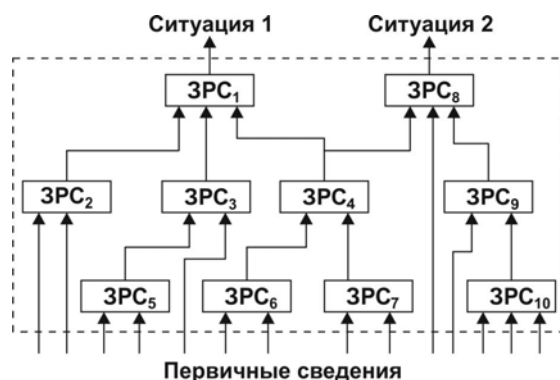 Ситуация 1 Ситуация 2
ЗРС₁ ЗРС₈
ЗРС₂ ЗРС₃ ЗРС₄ ЗРС₉
ЗРС₅ ЗРС₆ ЗРС₇ ЗРС₁₀
Первичные сведения